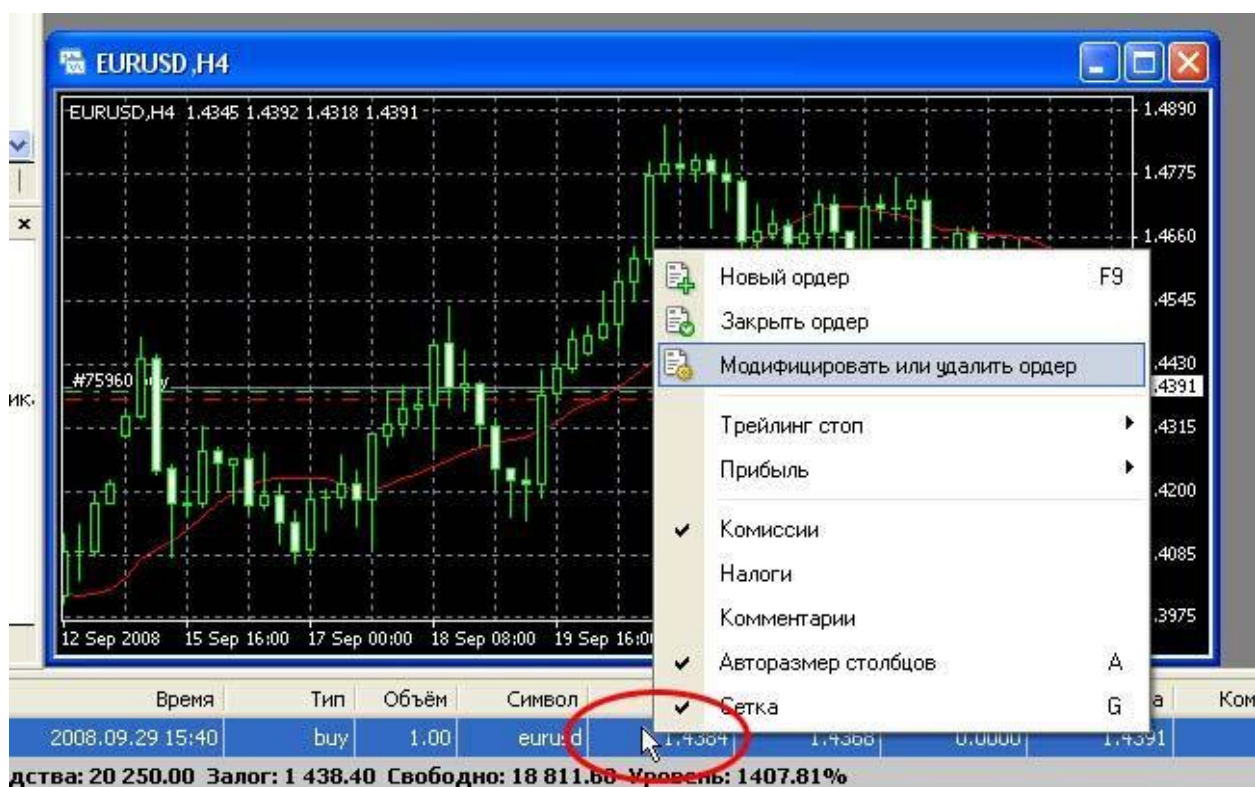 EURUSD,H4
EURUSD,H4 1.4345 1.4392 1.4318 1.4391
1.4890
1.4775
1.4660
.4545
.4430
.4391
.4315
.4200
.4085
.3975
#75960
ик.
Новый ордер F9
Закрыть ордер
Модифицировать или удалить ордер
Трейлинг стоп
Прибыль
Комиссии
Налоги
Комментарии
Авторазмер столбцов A
Сетка G
12 Sep 2008 15 Sep 16:00 17 Sep 00:00 18 Sep 08:00 19 Sep 16:0
Время Тип Объём Символ а Ком
2008.09.29 15:40 buy 1.00 eurusd 1.4384 1.4368 0.0000 1.4391
дства: 20 250.00 Залог: 1 438.40 Свободно: 18 811.60 Уровень: 1407.81%